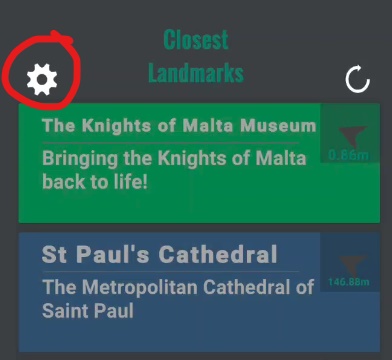 Closest
Landmarks
The Knights of Malta Museum
0.86m
Bringing the Knights of Malta
back to life!
St Paul's Cathedral
146.88m
The Metropolitan Cathedral of
Saint Paul